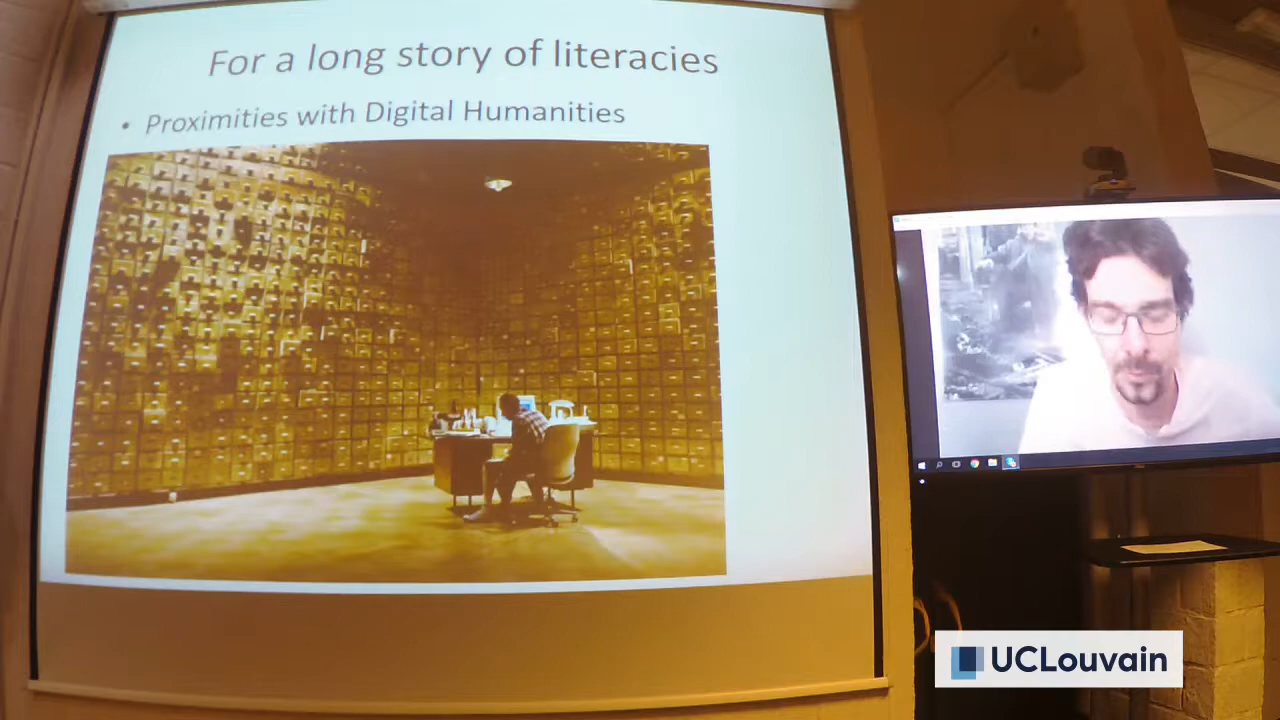 For a long story of literacies
• Proximities with Digital Humanities
UCLouvain